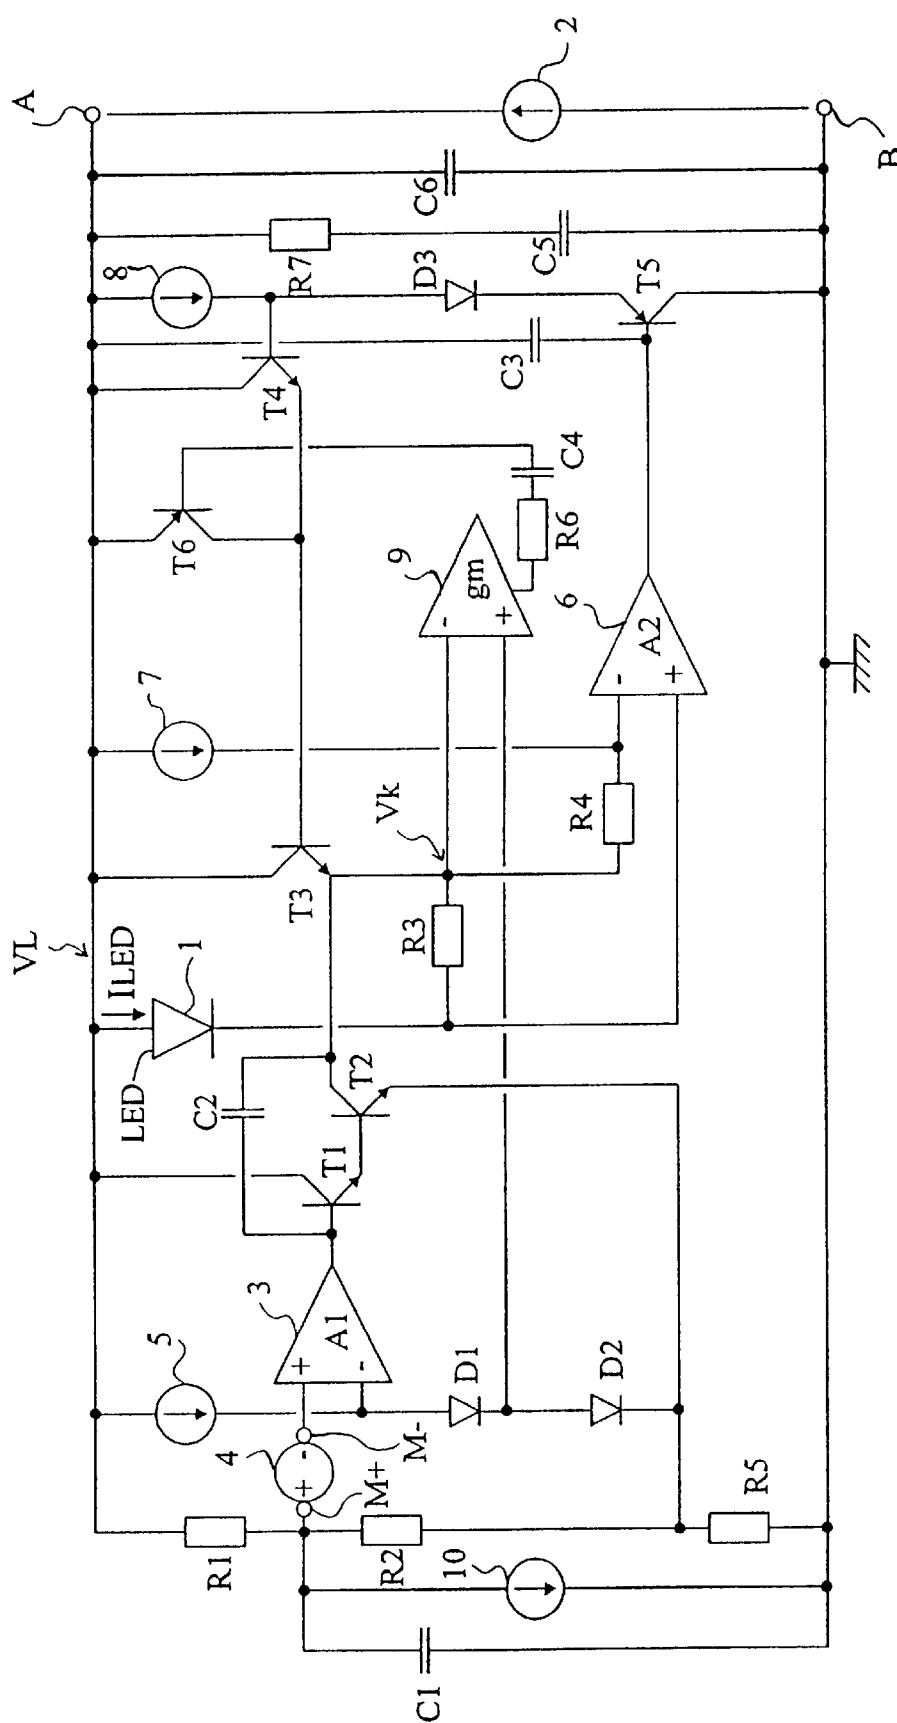 A
2
B
C6
R7
C5
8
D3
T5
C3
T4
T6
C4
R6
9
gm
-
+
6
A2
-
+
7
Vk
R4
T3
R3
VL
ILED
1
LED
C2
T2
T1
3
A1
+
-
5
4
+
-
M+
M-
D1
D2
R1
R2
R5
10
C1